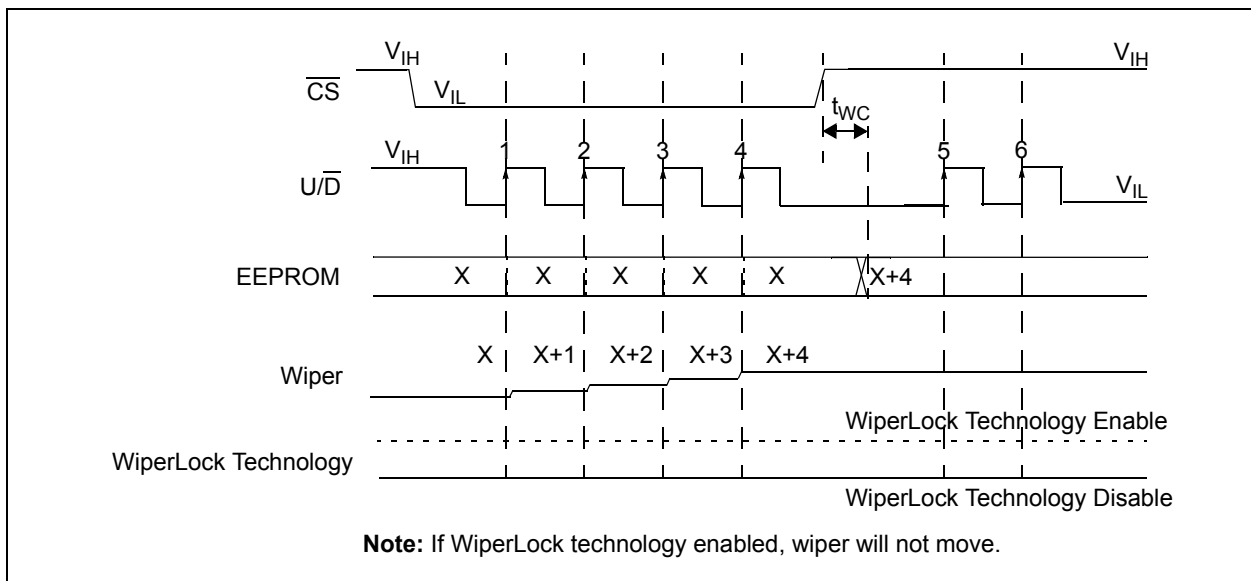 V_IH V_IH
C̅S̅
V_IL
t_WC
V_IH 1 2 3 4 5 6
U/D̅ V_IL
EEPROM X X X X X X+4
X X+1 X+2 X+3 X+4
Wiper
WiperLock Technology Enable
WiperLock Technology
WiperLock Technology Disable
Note: If WiperLock technology enabled, wiper will not move.